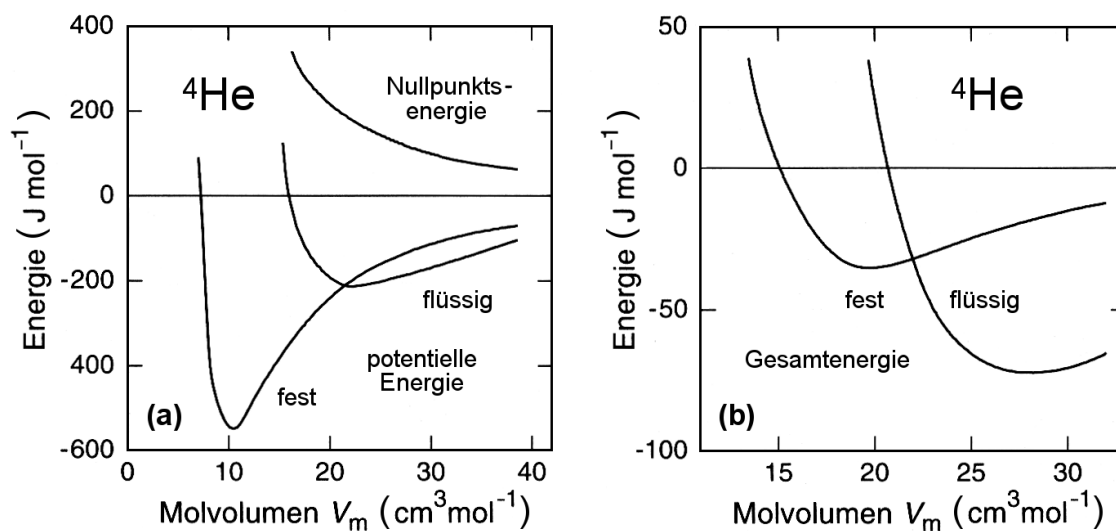 400
200
0
-200
-400
-600
Energie ( J mol⁻¹ )
⁴He
Nullpunkts-
energie
flüssig
potentielle
Energie
fest
(a)
0
10
20
30
40
Molvolumen Vₘ ( cm³mol⁻¹ )
50
0
-50
-100
Energie ( J mol⁻¹ )
⁴He
fest
flüssig
Gesamtenergie
(b)
15
20
25
30
Molvolumen Vₘ ( cm³mol⁻¹ )